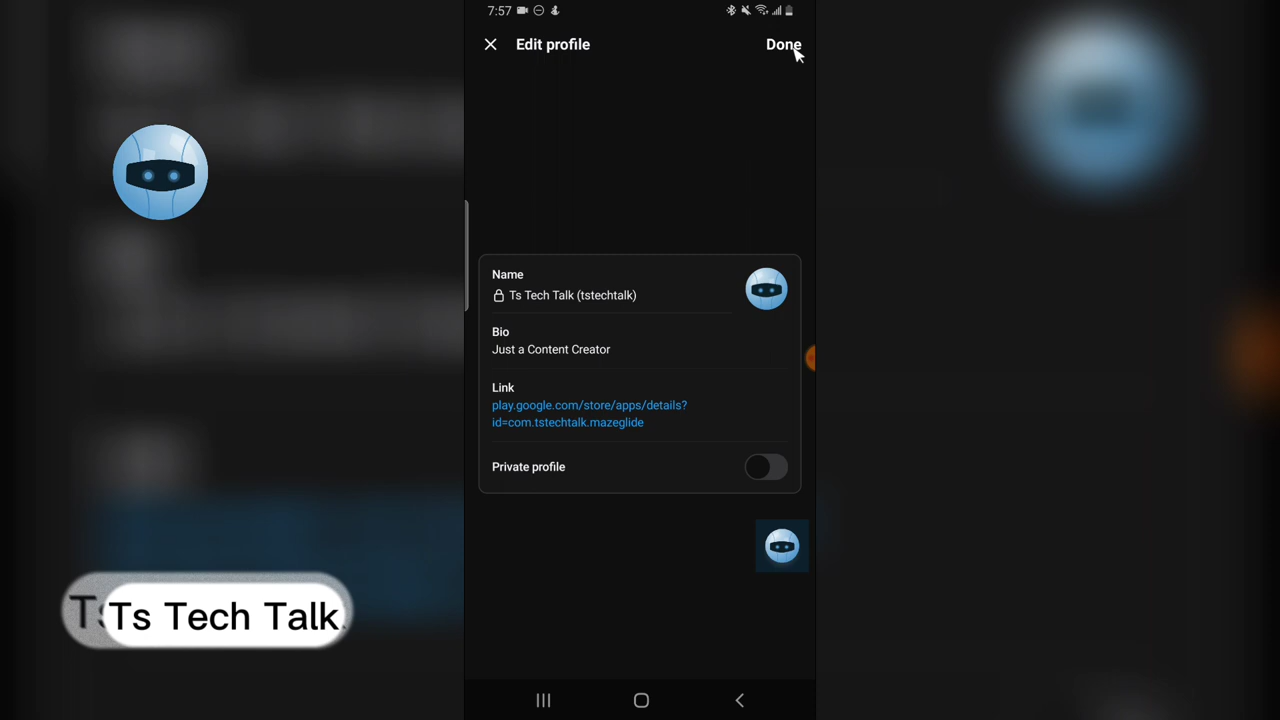 7:57
Edit profile
Done
Name
Ts Tech Talk (tstechtalk)
Bio
Just a Content Creator
Link
play.google.com/store/apps/details?
id=com.tstechtalk.mazeglide
Private profile
Ts Tech Talk